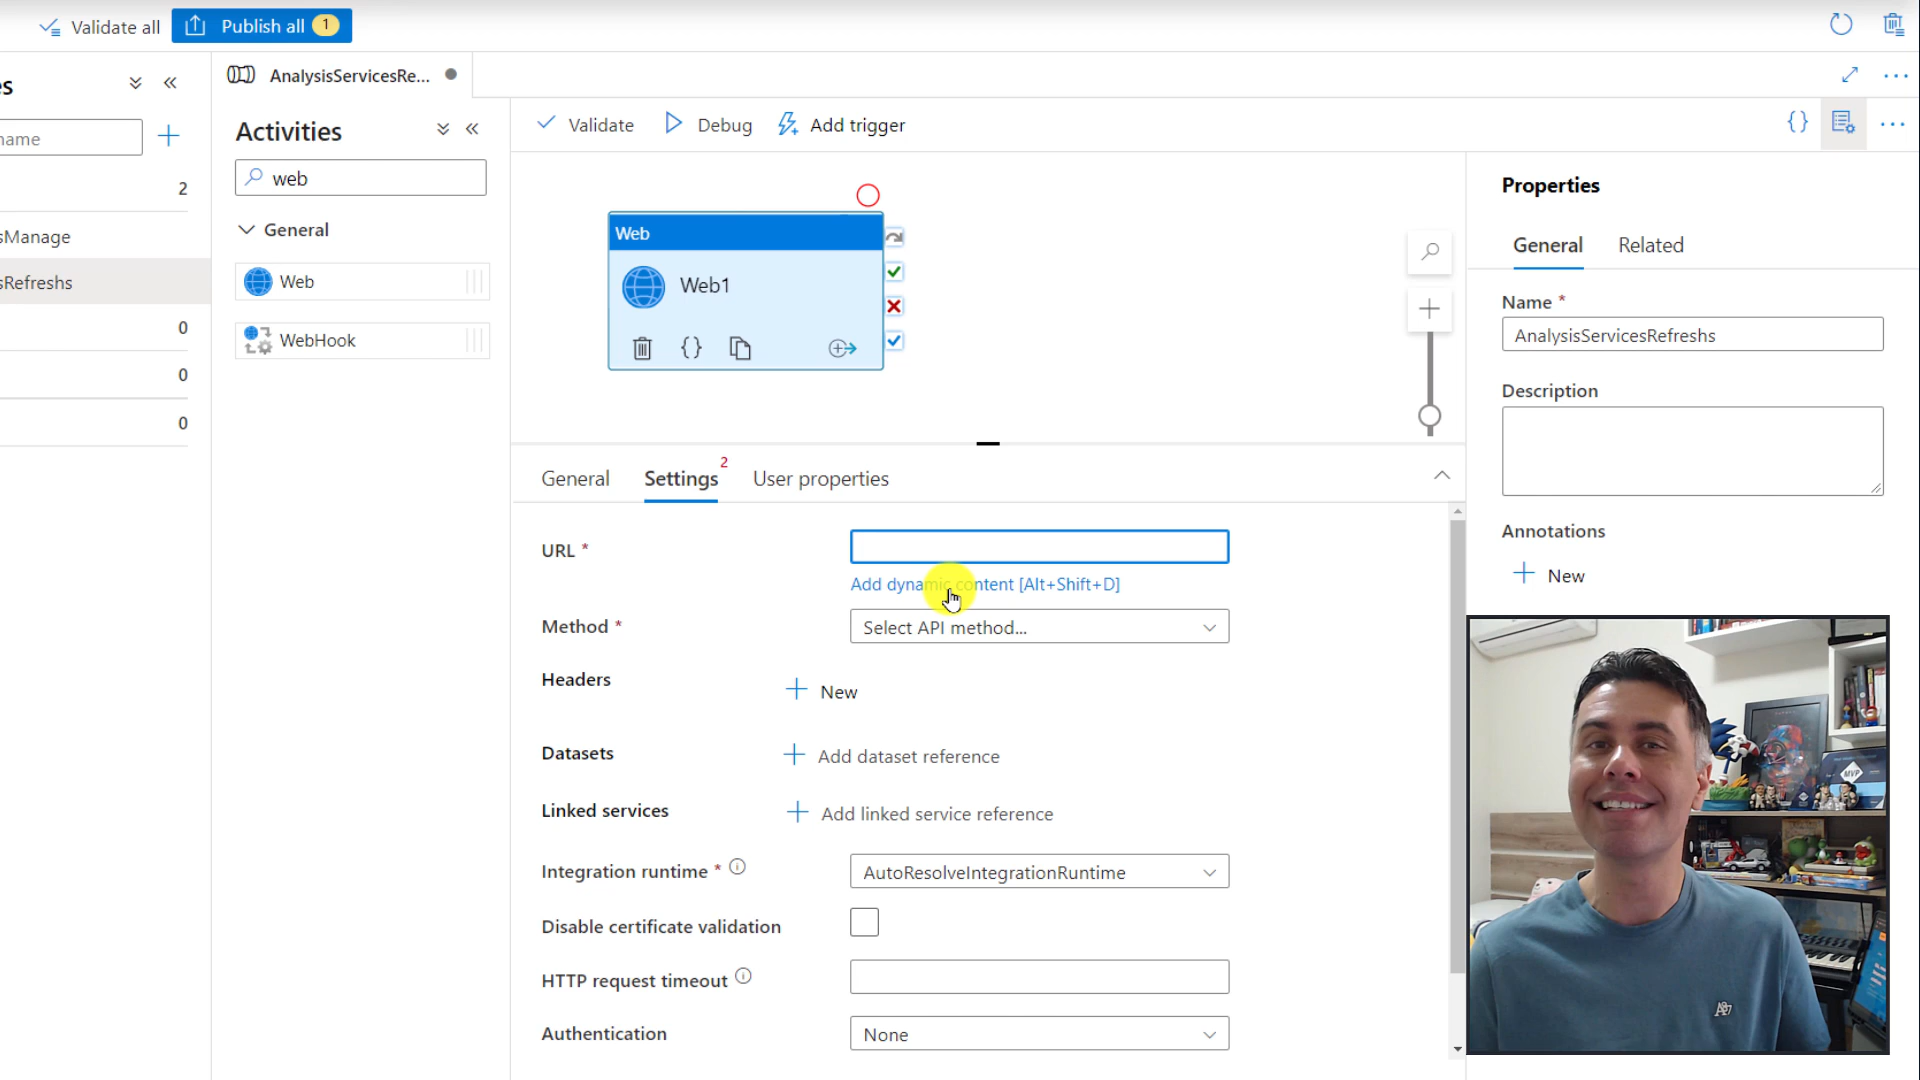 Validate all
Publish all 1
es
name
2
sManage
sRefreshs
0
0
0
AnalysisServicesRe...
Activities
web
General
Web
WebHook
Validate
Debug
Add trigger
{}
Web
Web1
{}
General
Settings 2
User properties
URL *
Add dynamic content [Alt+Shift+D]
Method *
Select API method...
Headers
New
Datasets
Add dataset reference
Linked services
Add linked service reference
Integration runtime *
AutoResolveIntegrationRuntime
Disable certificate validation
HTTP request timeout
Authentication
None
Properties
General
Related
Name *
AnalysisServicesRefreshs
Description
Annotations
New
MVP